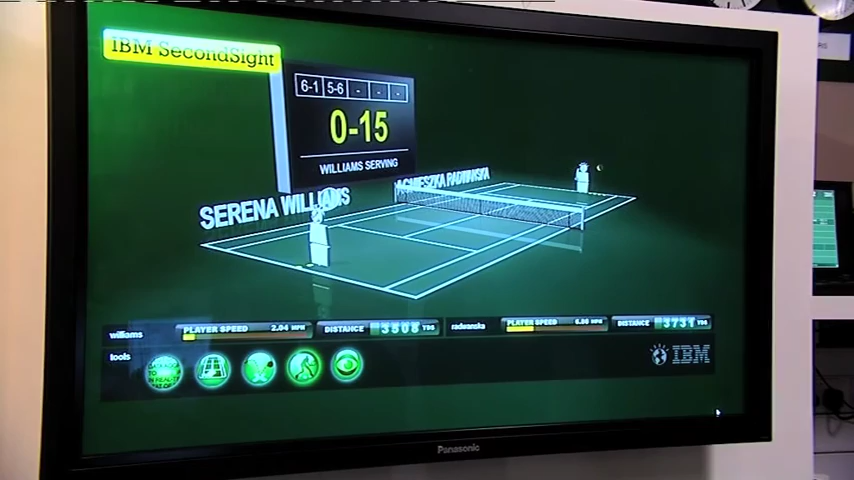 IBM SecondSight
6-1 5-6 - - -
0-15
WILLIAMS SERVING
SERENA WILLIAMS
AGNIESZKA RADWANSKA
williams PLAYER SPEED 2.04 MPH DISTANCE 3508 YDS radwanska PLAYER SPEED 6.86 MPH DISTANCE 3731 YDS
tools
IBM
Panasonic